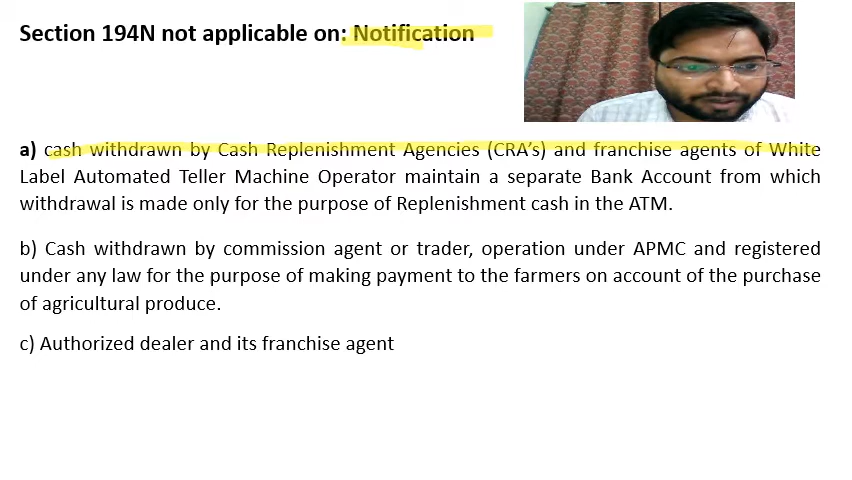 Section 194N not applicable on: Notification
a) cash withdrawn by Cash Replenishment Agencies (CRA’s) and franchise agents of White
Label Automated Teller Machine Operator maintain a separate Bank Account from which
withdrawal is made only for the purpose of Replenishment cash in the ATM.
b) Cash withdrawn by commission agent or trader, operation under APMC and registered
under any law for the purpose of making payment to the farmers on account of the purchase
of agricultural produce.
c) Authorized dealer and its franchise agent